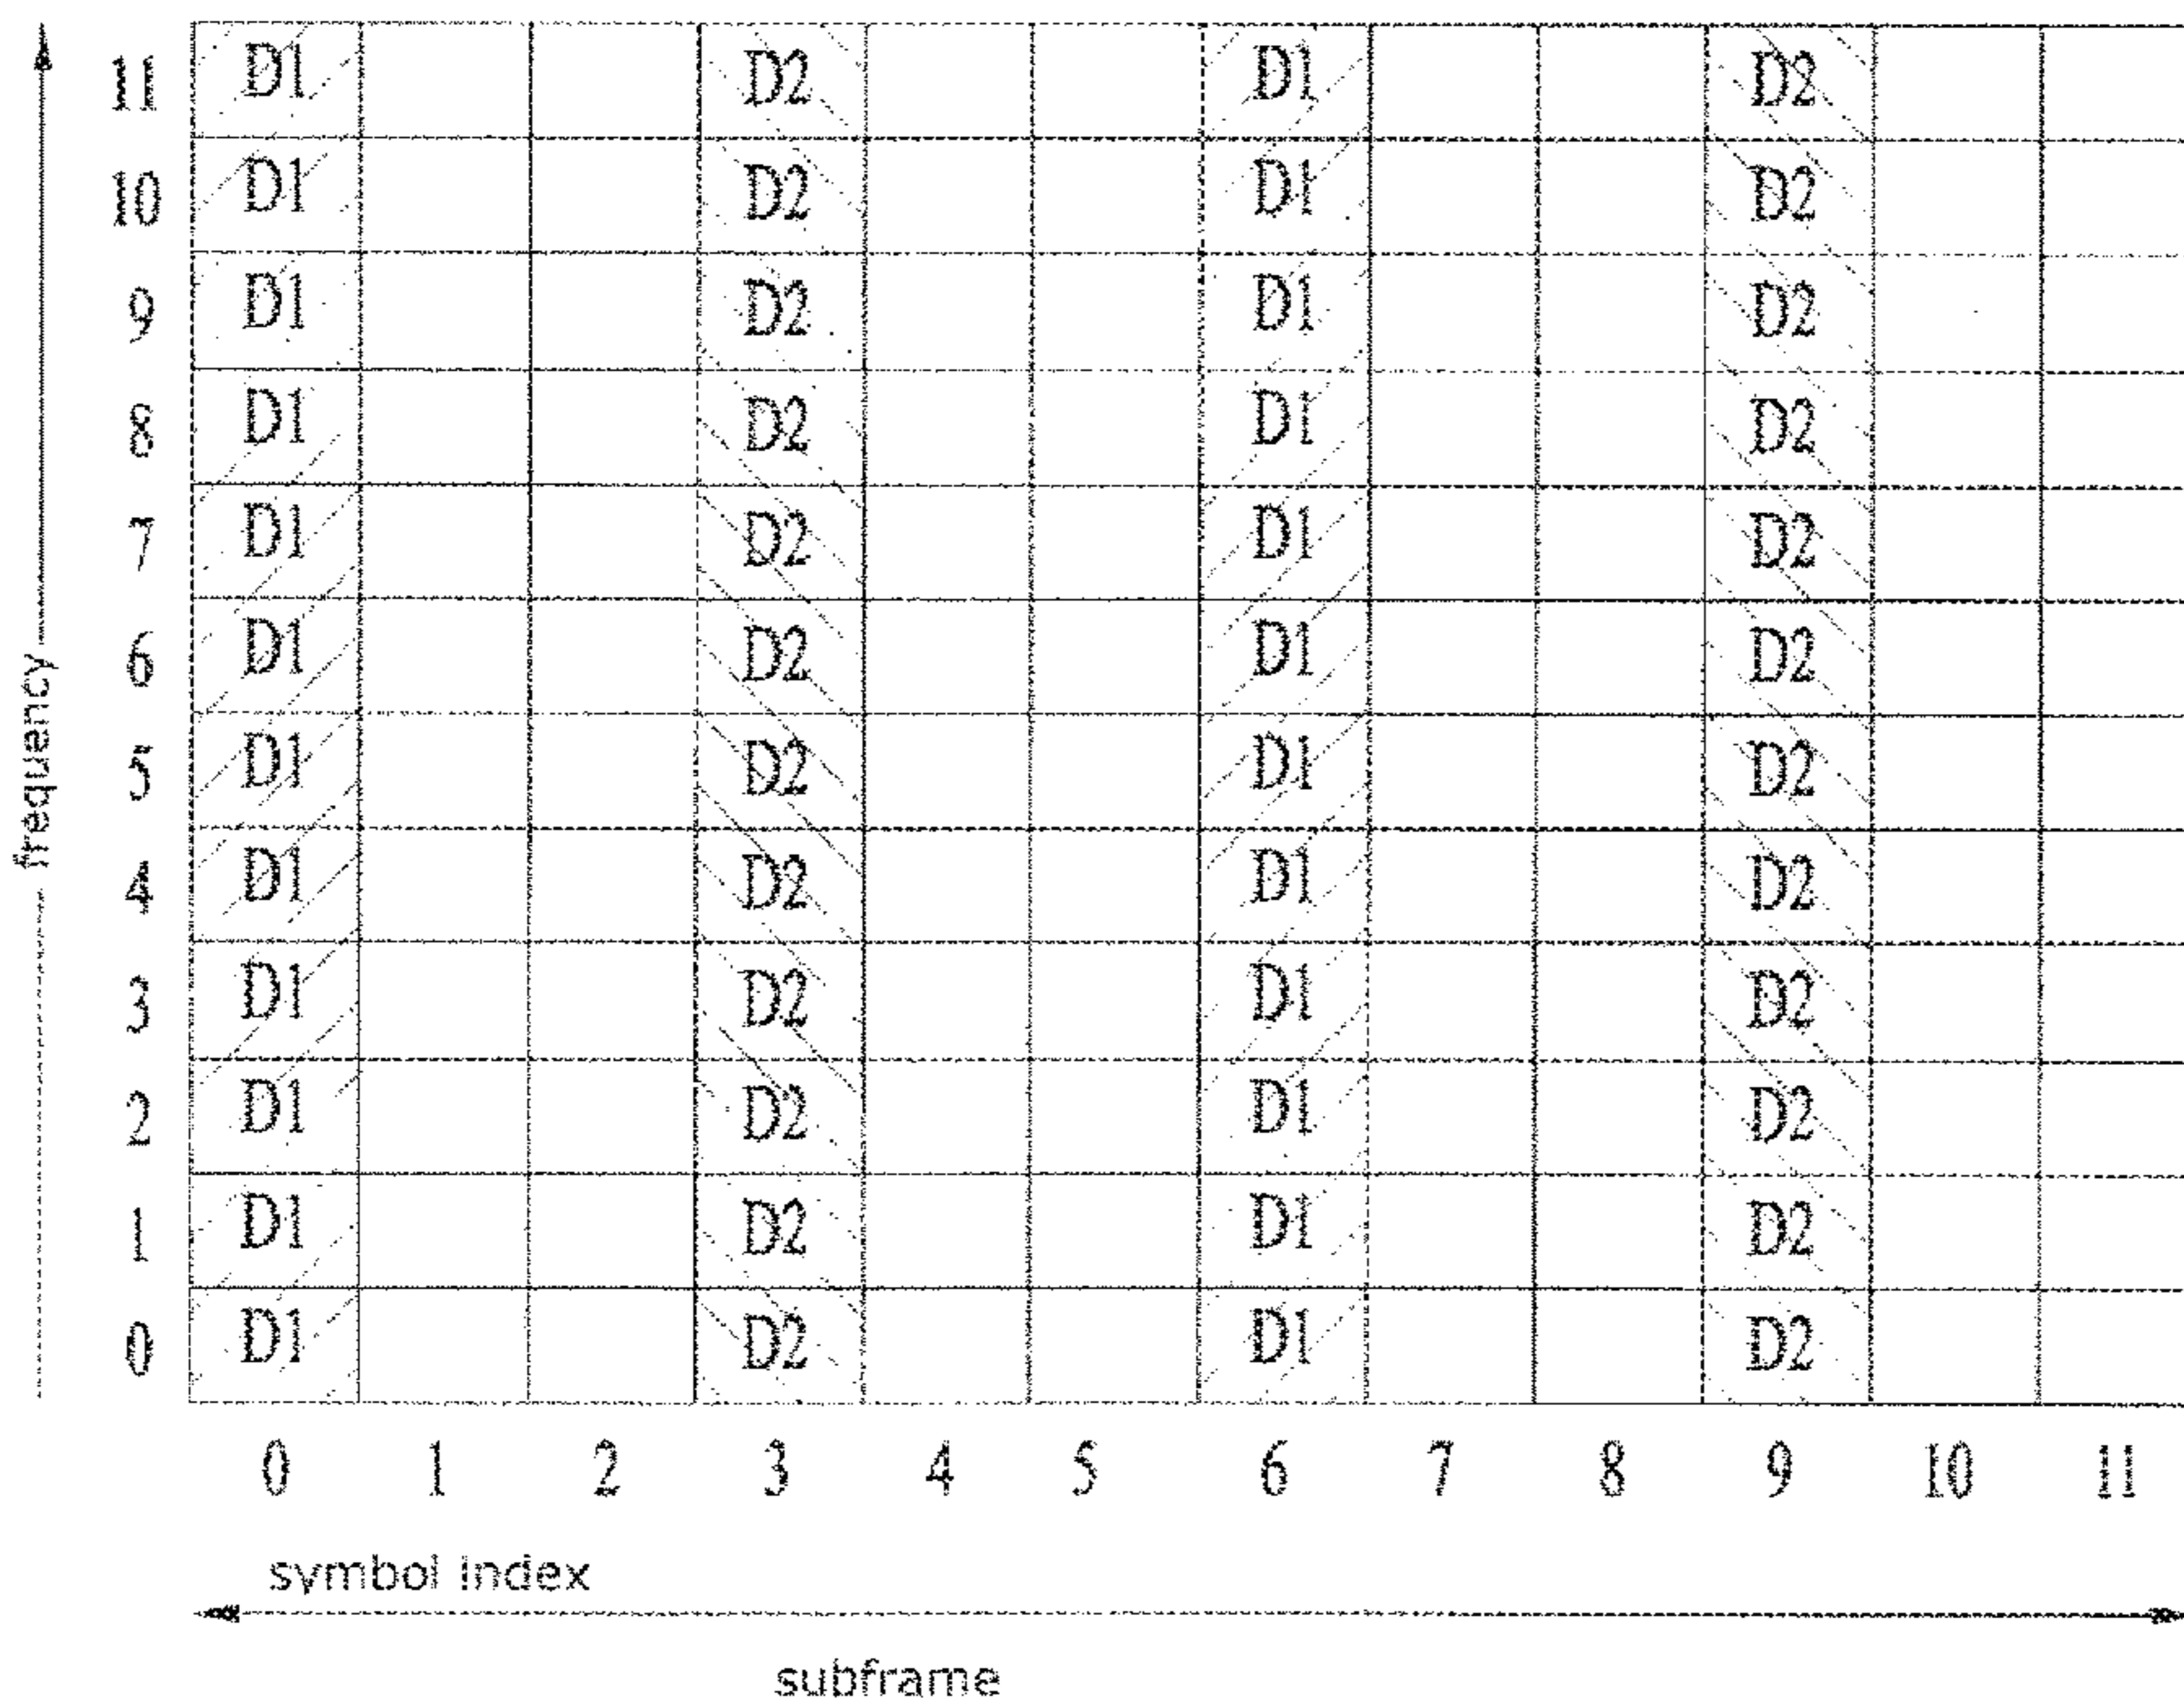 11 D1 D2 D1 D2
10 D1 D2 D1 D2
9 D1 D2 D1 D2
8 D1 D2 D1 D2
7 D1 D2 D1 D2
6 D1 D2 D1 D2
5 D1 D2 D1 D2
4 D1 D2 D1 D2
3 D1 D2 D1 D2
2 D1 D2 D1 D2
1 D1 D2 D1 D2
0 D1 D2 D1 D2
frequency
0 1 2 3 4 5 6 7 8 9 10 11
symbol index
subframe